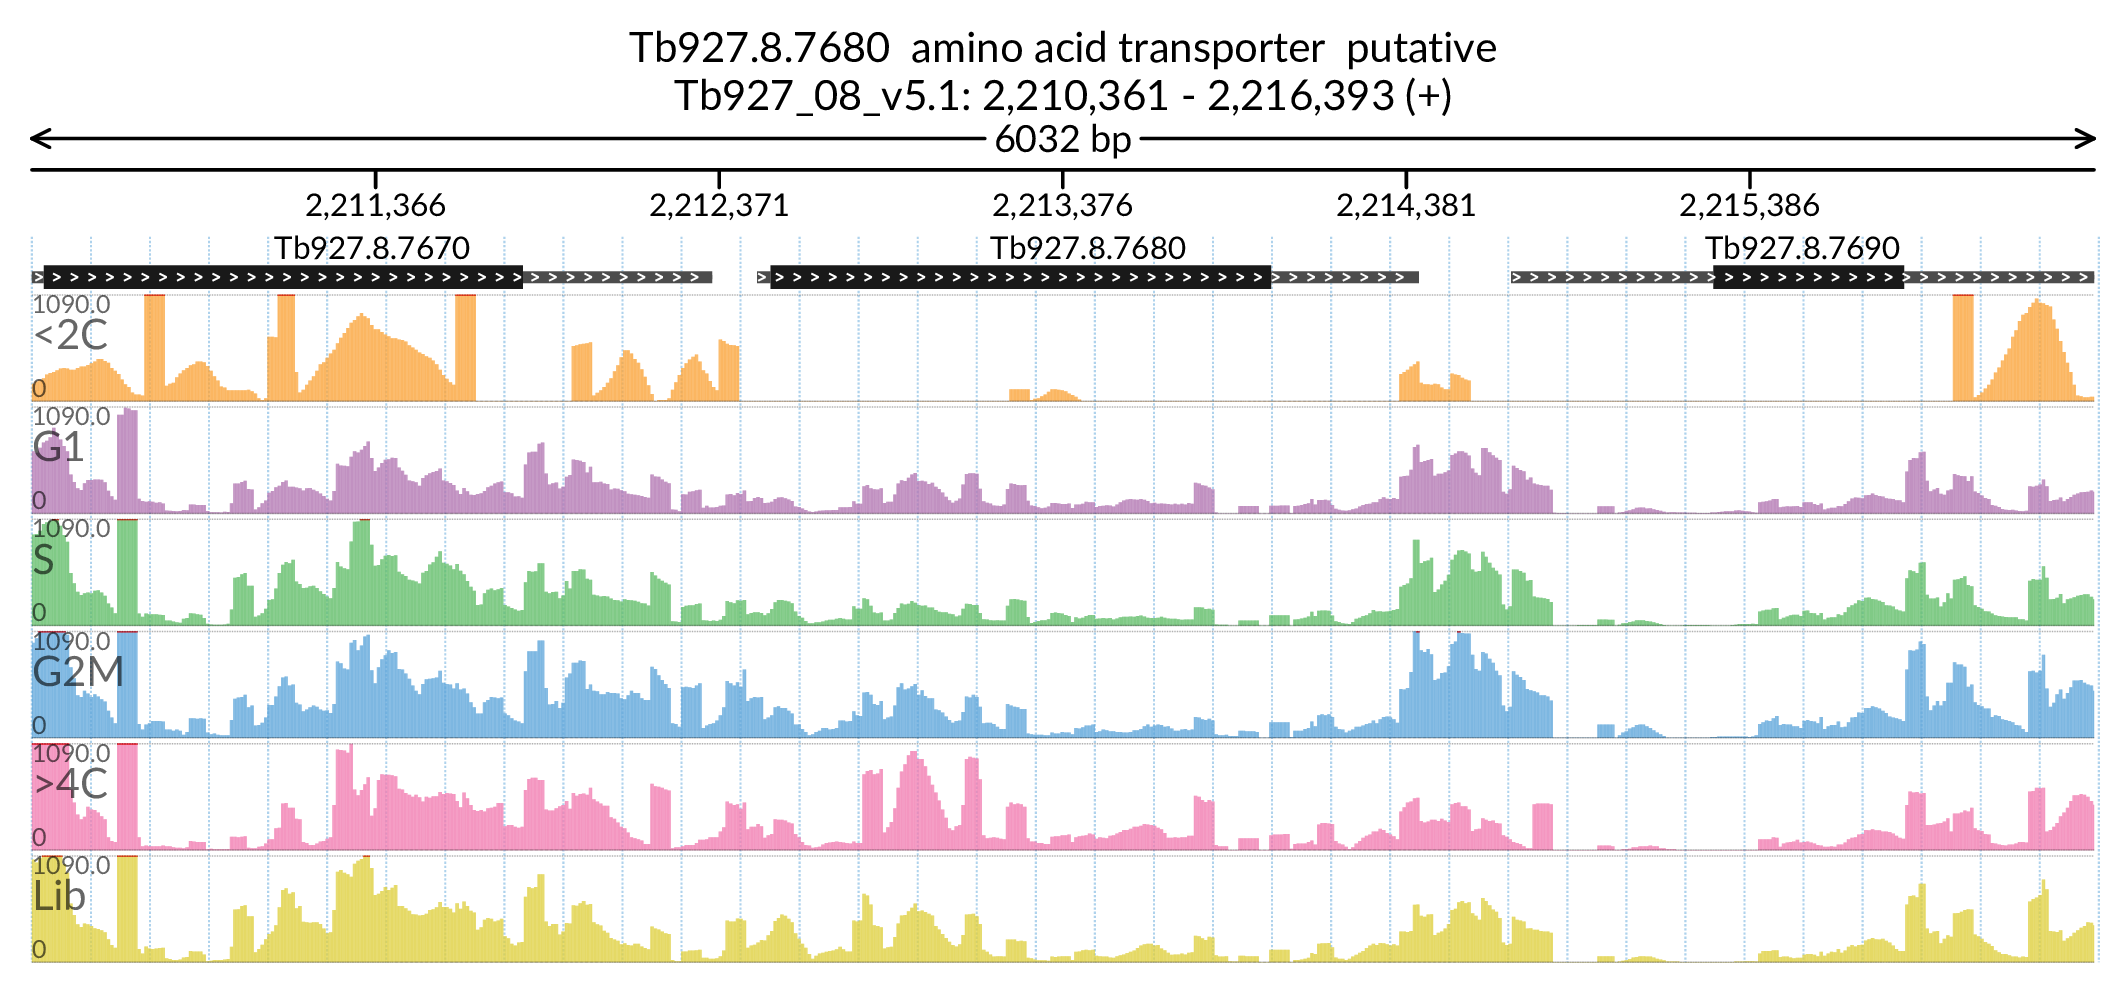 Tb927.8.7680 amino acid transporter putative
Tb927_08_v5.1: 2,210,361 - 2,216,393 (+)
6032 bp
2,211,366 2,212,371 2,213,376 2,214,381 2,215,386
Tb927.8.7670 Tb927.8.7680 Tb927.8.7690
1090.0
<2C
0
1090.0
G1
0
1090.0
S
0
1090.0
G2M
0
1090.0
>4C
0
1090.0
Lib
0